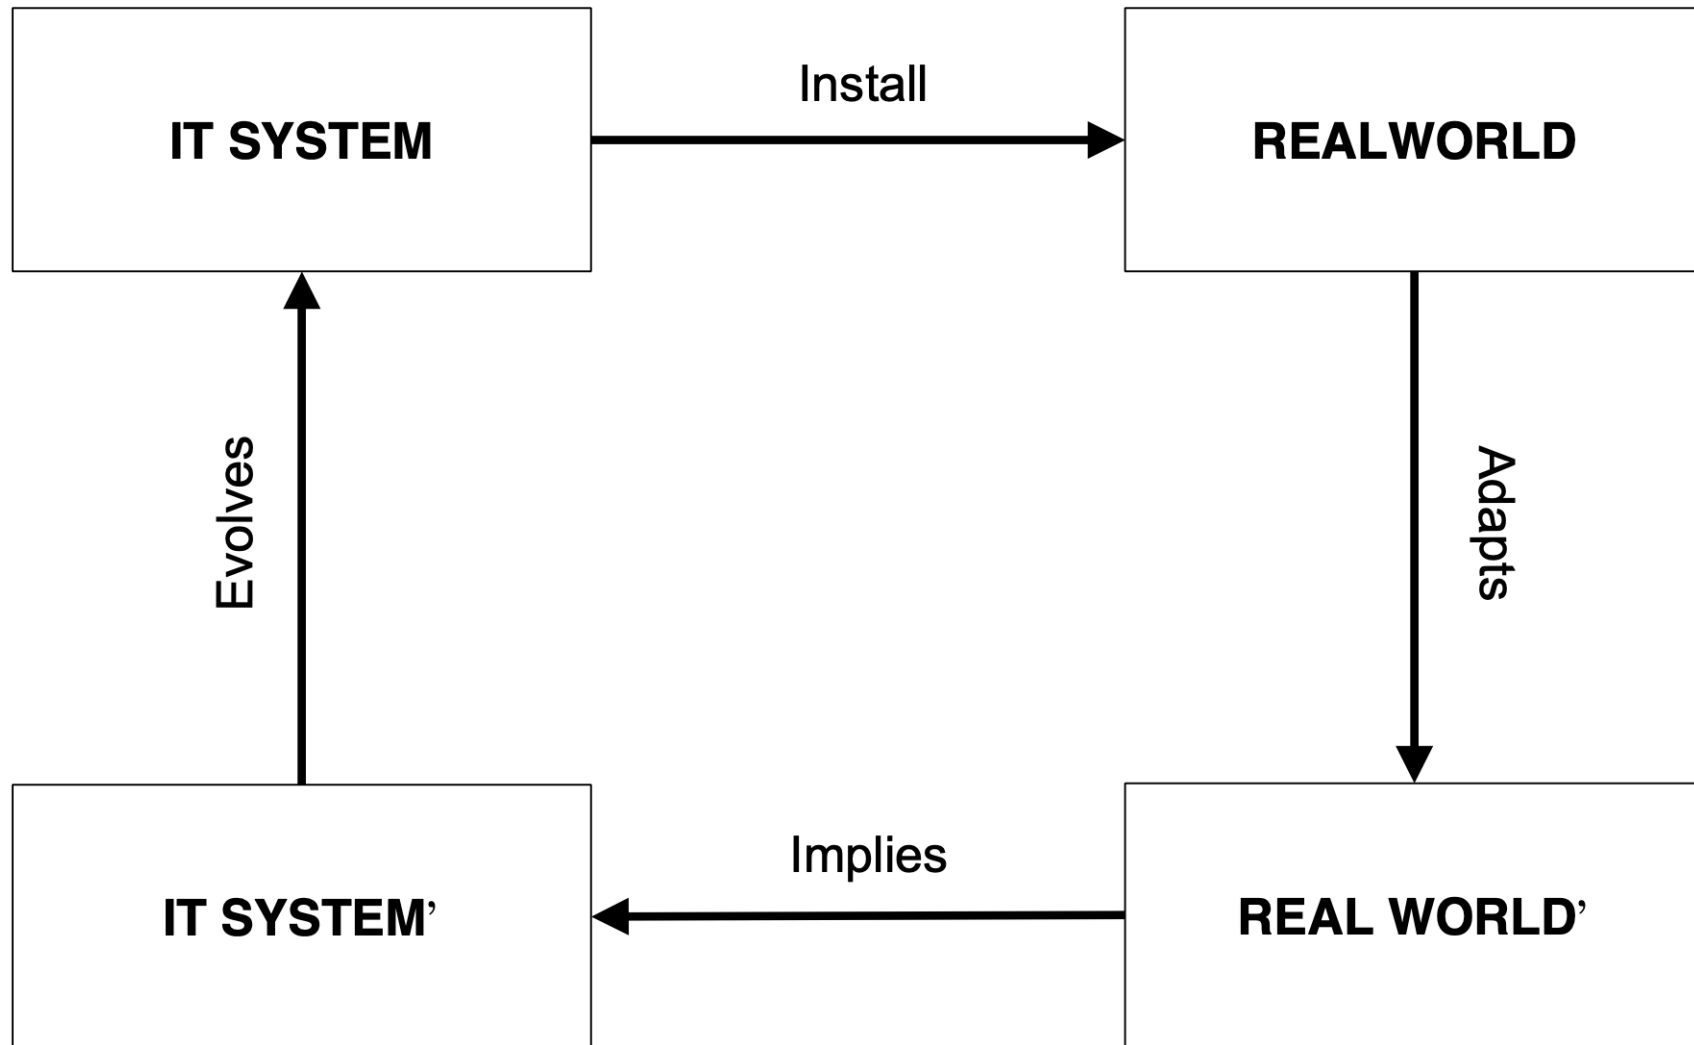 Install
IT SYSTEM
REALWORLD
Evolves
Adapts
Implies
IT SYSTEM’
REAL WORLD’